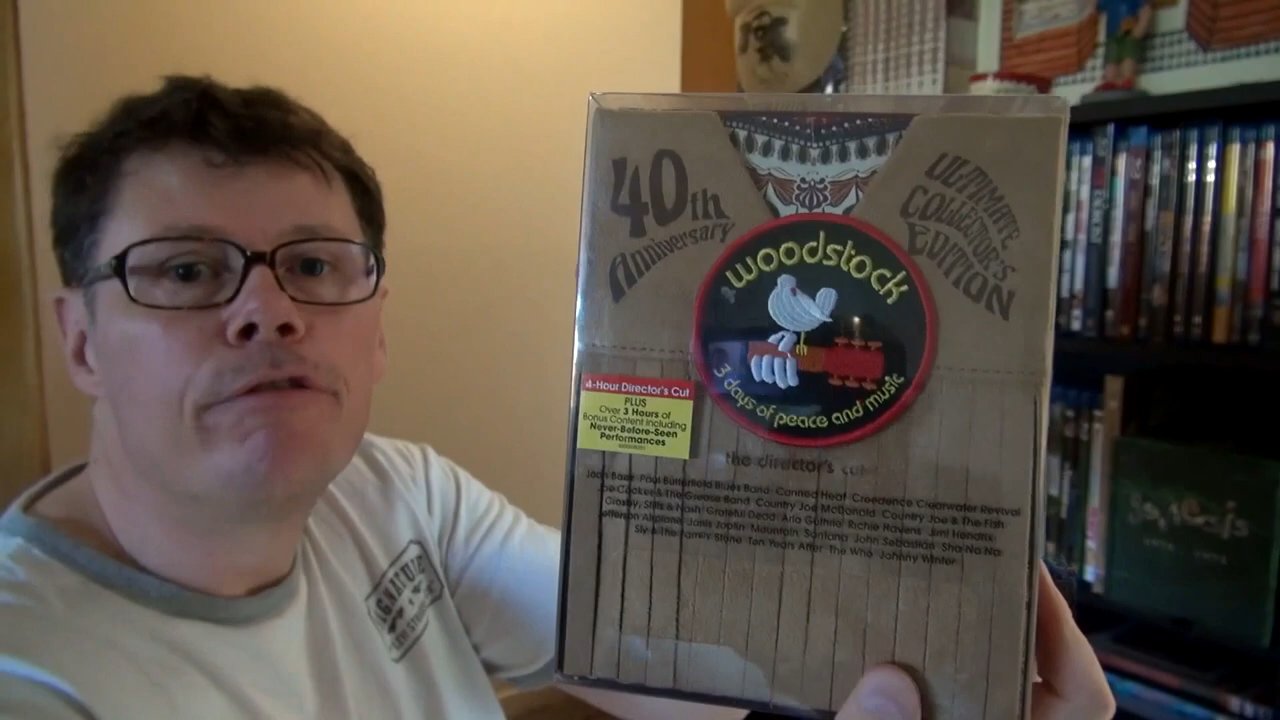 40th
Anniversary
ULTIMATE
COLLECTOR'S
EDITION
woodstock
3 days of peace and music
4-Hour Director's Cut
PLUS
Over 3 Hours of
Bonus Content Including
Never-Before-Seen
Performances
the director's cut
Joan Baez Paul Butterfield Blues Band Canned Heat Creedence Clearwater Revival
Joe Cocker & The Grease Band Country Joe McDonald Country Joe & The Fish
Crosby, Stills & Nash Grateful Dead Arlo Guthrie Richie Havens Jimi Hendrix
Jefferson Airplane Janis Joplin Mountain Santana John Sebastian Sha Na Na
Sly & The Family Stone Ten Years After The Who Johnny Winter